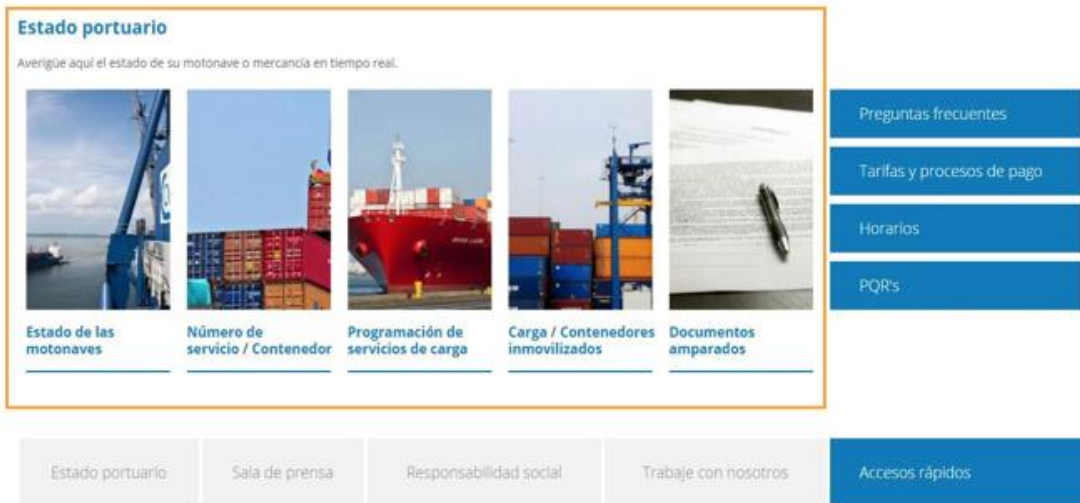 Estado portuario
Averigüe aquí el estado de su motonave o mercancía en tiempo real.
Estado de las
motonaves
Número de
servicio / Contenedor
Programación de
servicios de carga
Carga / Contenedores
inmovilizados
Documentos
amparados
Preguntas frecuentes
Tarifas y procesos de pago
Horarios
PQR's
Estado portuario
Sala de prensa
Responsabilidad social
Trabaje con nosotros
Accesos rápidos